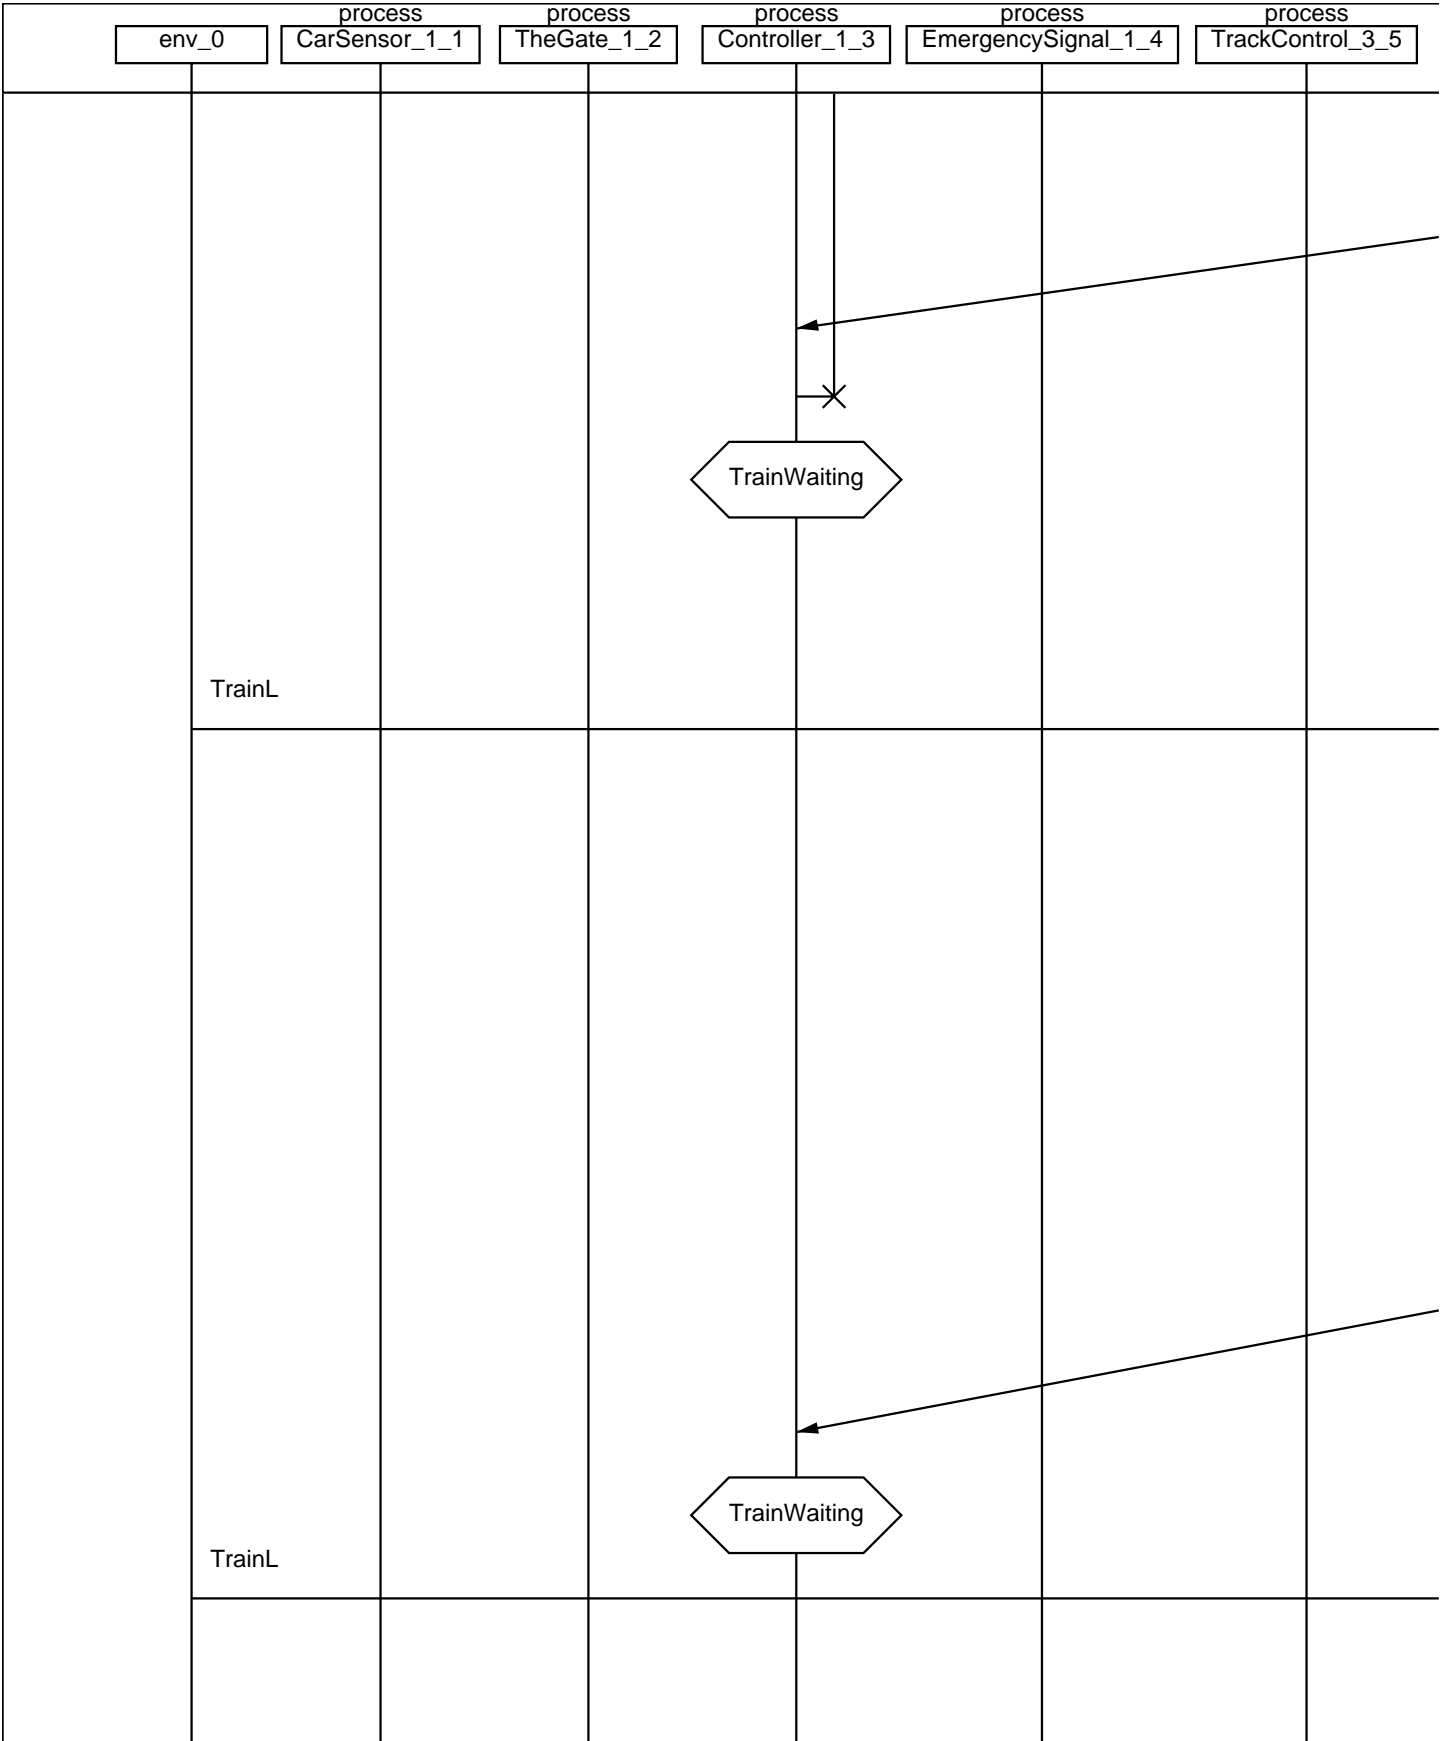 process process process process process
env_0 CarSensor_1_1 TheGate_1_2 Controller_1_3 EmergencySignal_1_4 TrackControl_3_5
TrainWaiting
TrainL
TrainWaiting
TrainL